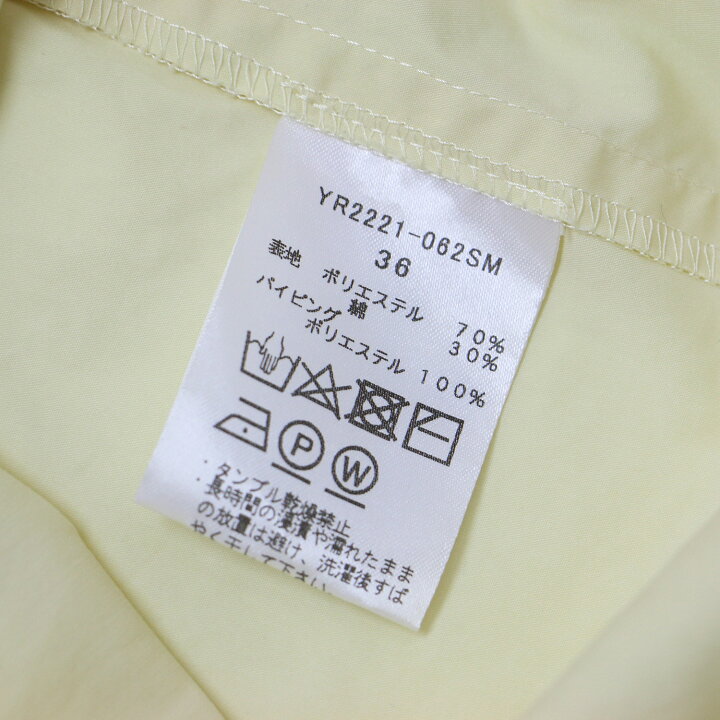 YR2221-062SM
36
表地 ポリエステル 70%
綿 30%
パイピング
ポリエステル 100%
P W
・タンブル乾燥禁止
・長時間の浸漬や濡れたまま
の放置は避け、洗濯後すば
やく干して下さい